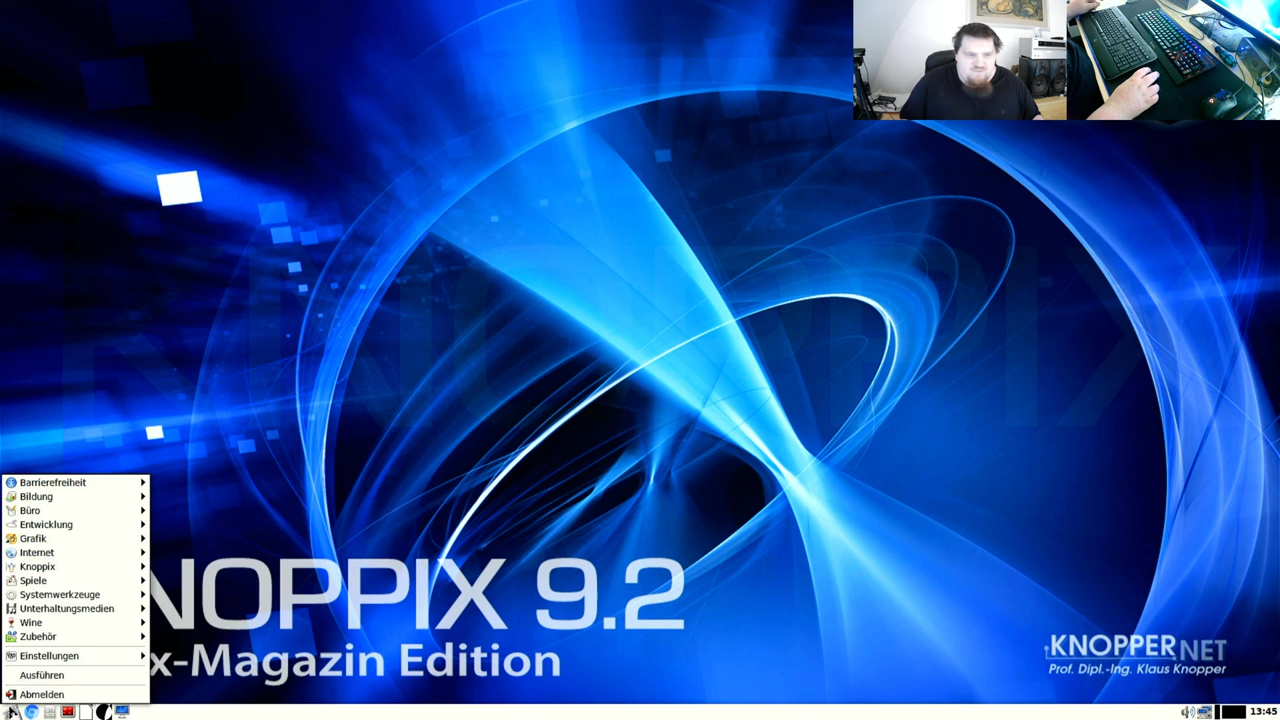 KNOPPIX
Barrierefreiheit
Bildung
Büro
Entwicklung
Grafik
Internet
Knoppix
Spiele
Systemwerkzeuge
Unterhaltungsmedien
Wine
Zubehör
Einstellungen
Ausführen
Abmelden
NOPPIX 9.2
x-Magazin Edition
KNOPPER.NET
Prof. Dipl.-Ing. Klaus Knopper
13:45